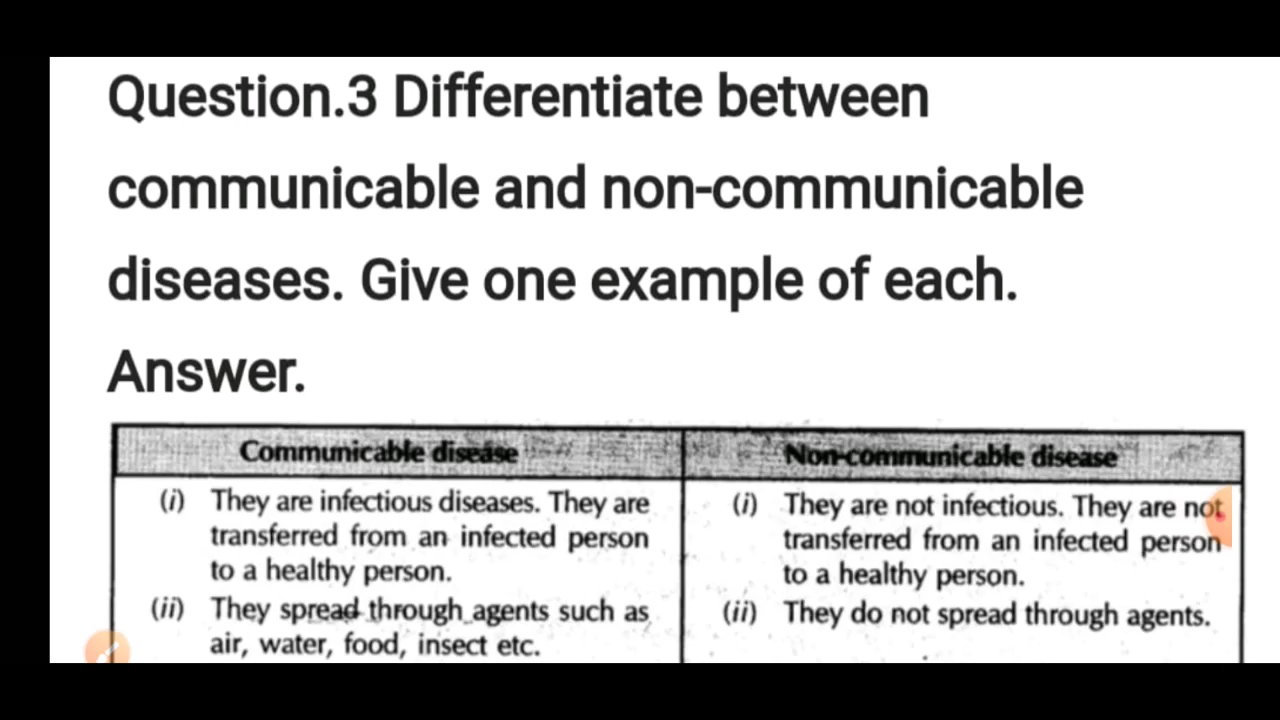 Question.3 Differentiate between
communicable and non-communicable
diseases. Give one example of each.
Answer.
Communicable disease
Non-communicable disease
(i) They are infectious diseases. They are
transferred from an infected person
to a healthy person.
(ii) They spread through agents such as
air, water, food, insect etc.
(i) They are not infectious. They are not
transferred from an infected person
to a healthy person.
(ii) They do not spread through agents.